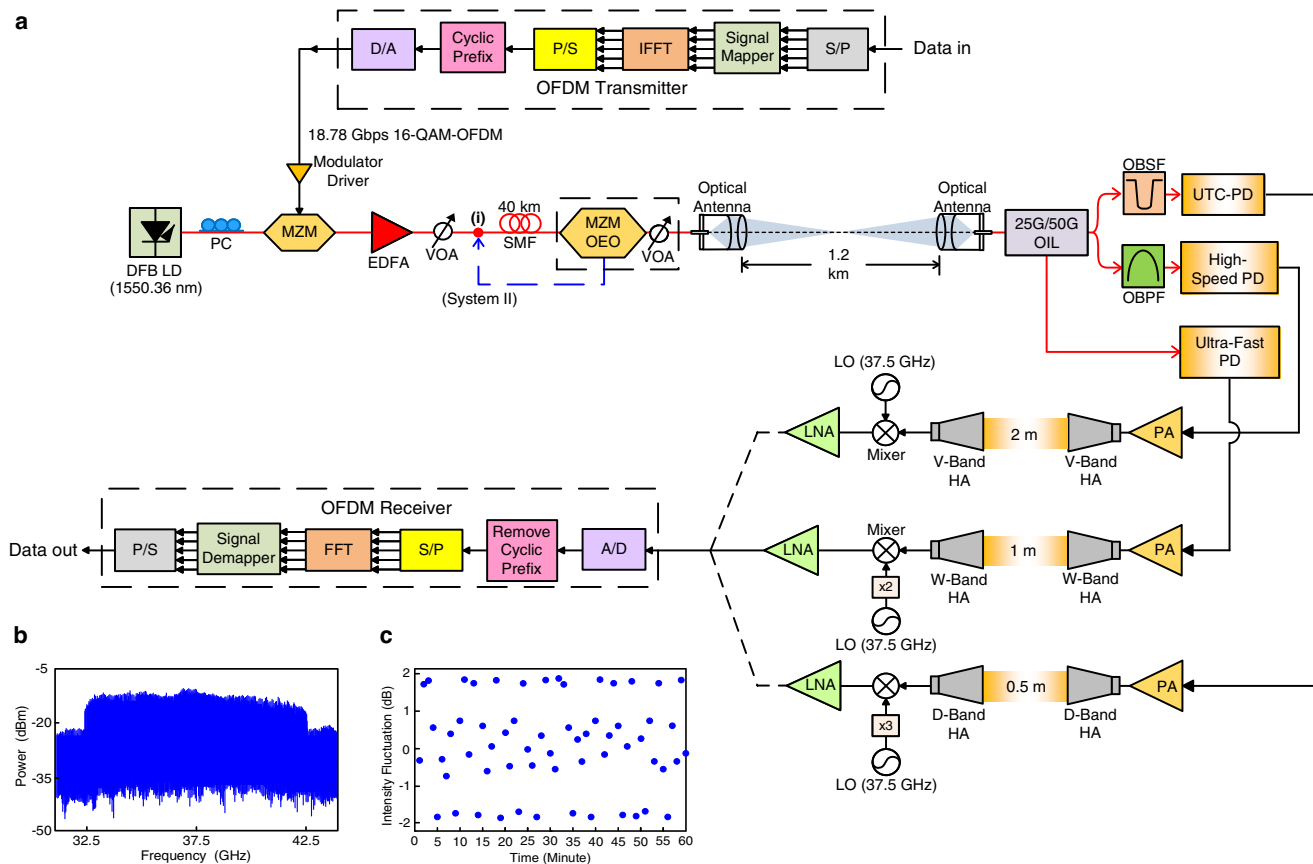 a
D/A
Cyclic
Prefix
P/S
IFFT
Signal
Mapper
S/P
Data in
OFDM Transmitter
18.78 Gbps 16-QAM-OFDM
Modulator
Driver
DFB LD
(1550.36 nm)
PC
MZM
EDFA
VOA
(i)
40 km
SMF
MZM
OEO
VOA
(System II)
Optical
Antenna
1.2
km
Optical
Antenna
25G/50G
OIL
OBSF
UTC-PD
OBPF
High-
Speed PD
Ultra-Fast
PD
LO (37.5 GHz)
LNA
Mixer
V-Band
HA
2 m
V-Band
HA
PA
OFDM Receiver
Data out
P/S
Signal
Demapper
FFT
S/P
Remove
Cyclic
Prefix
A/D
LNA
Mixer
x2
LO (37.5 GHz)
W-Band
HA
1 m
W-Band
HA
PA
LNA
x3
LO (37.5 GHz)
D-Band
HA
0.5 m
D-Band
HA
PA
b
Power (dBm)
-5
-20
-35
-50
32.5
37.5
42.5
Frequency (GHz)
c
Intensity Fluctuation (dB)
2
1
0
-1
-2
0
5
10
15
20
25
30
35
40
45
50
55
60
Time (Minute)